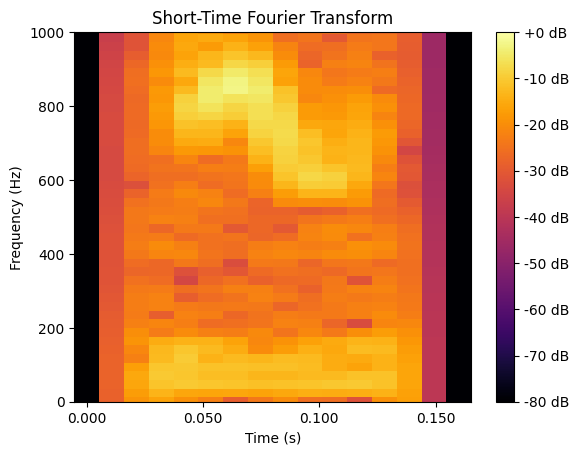 Short-Time Fourier Transform
1000
800
600
400
200
0
Frequency (Hz)
0.000
0.050
0.100
0.150
Time (s)
+0 dB
-10 dB
-20 dB
-30 dB
-40 dB
-50 dB
-60 dB
-70 dB
-80 dB